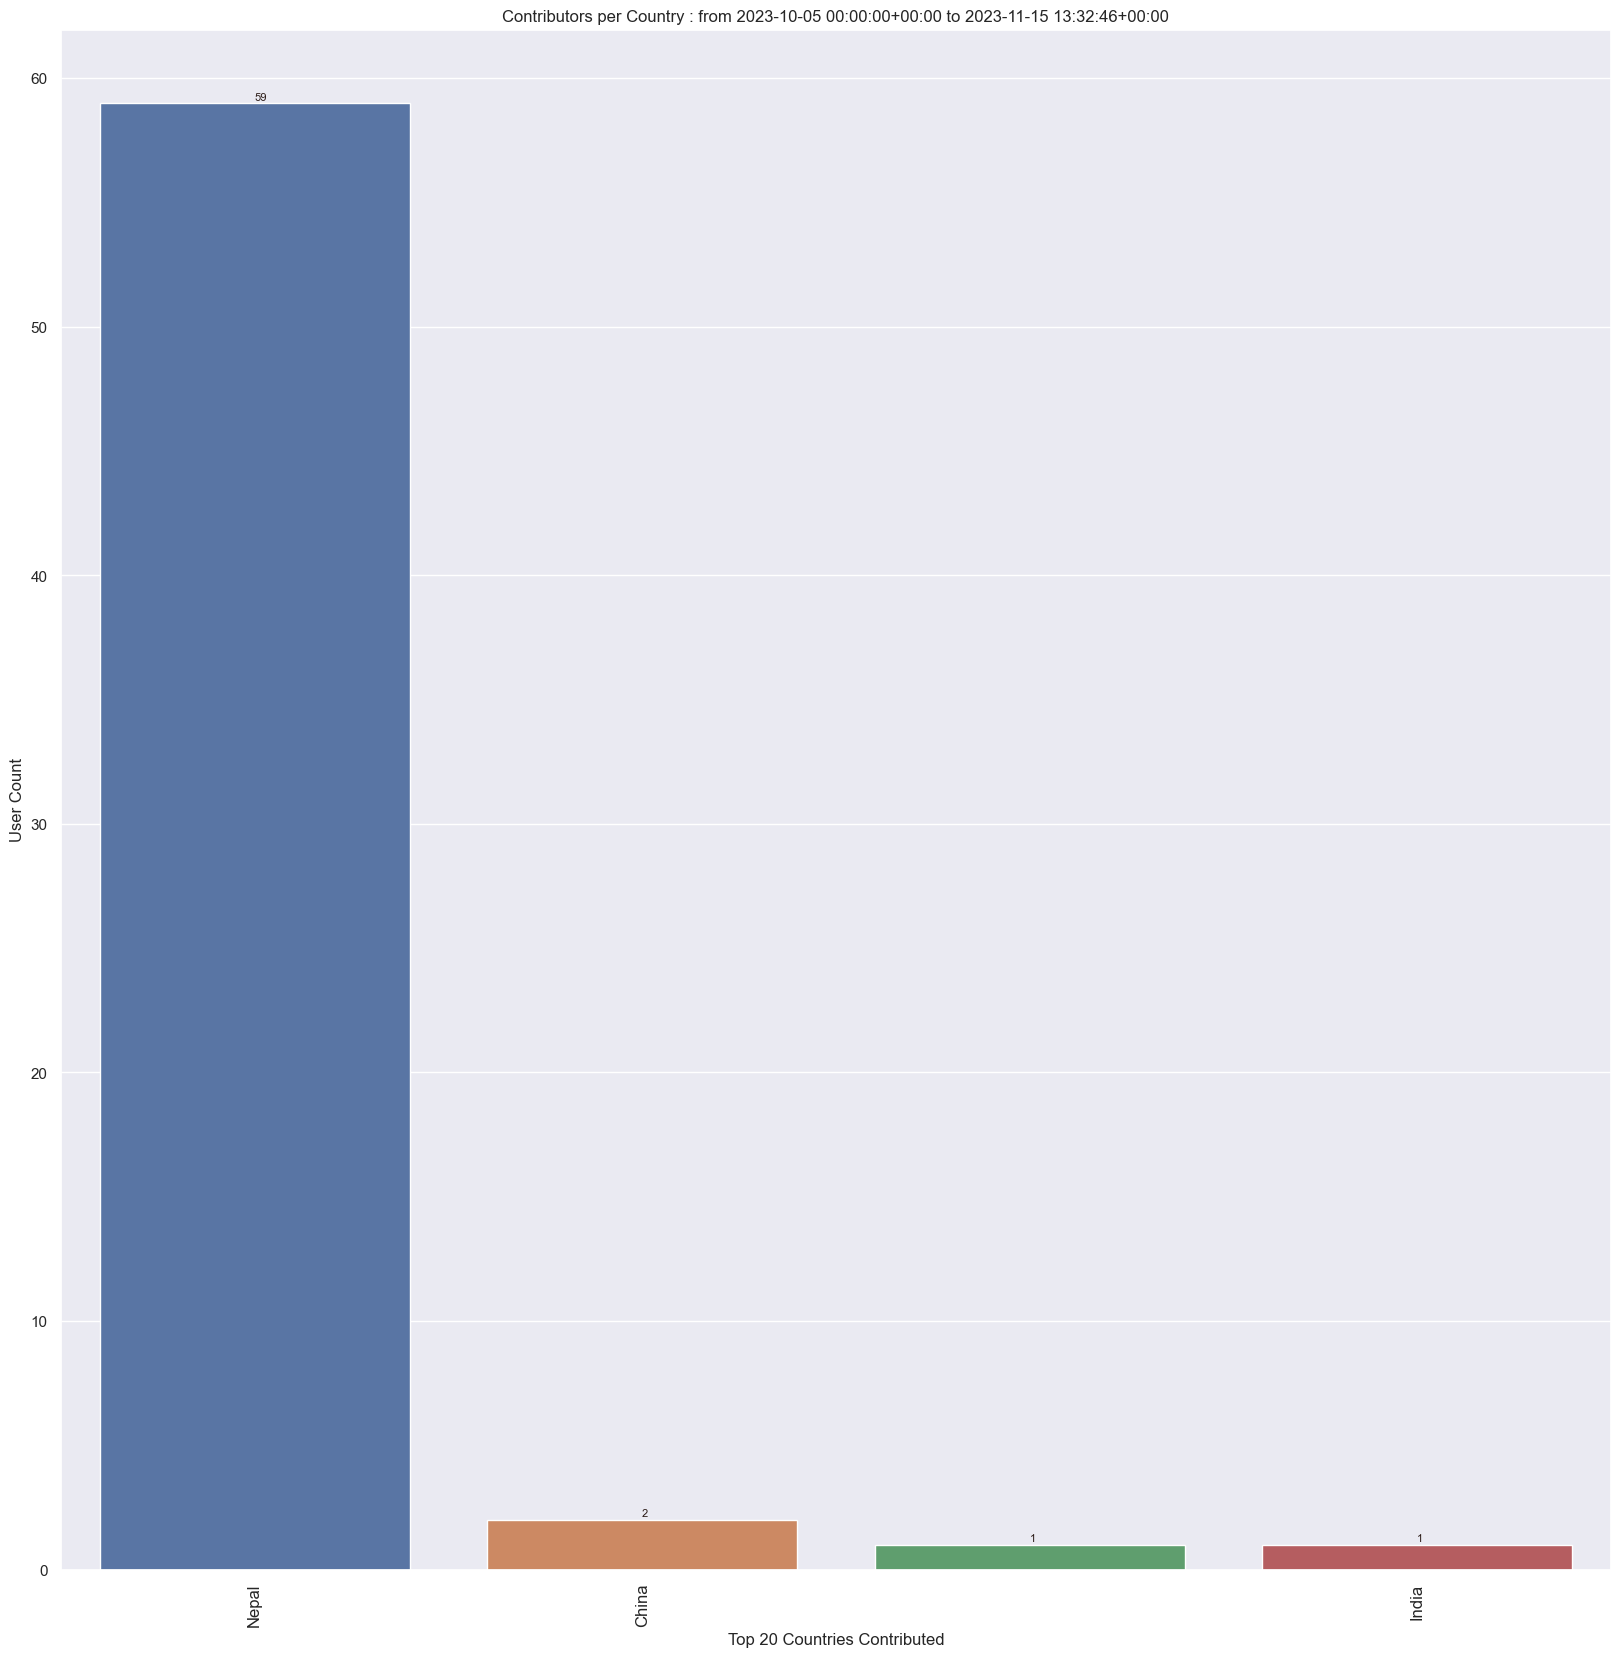 Contributors per Country : from 2023-10-05 00:00:00+00:00 to 2023-11-15 13:32:46+00:00
60
59
50
40
User Count
30
20
10
2
1
1
0
Nepal
China
India
Top 20 Countries Contributed